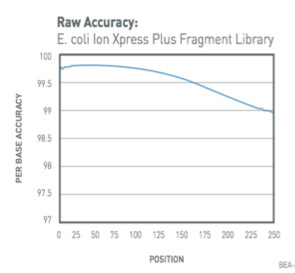 Raw Accuracy:
E. coli Ion Xpress Plus Fragment Library
100
99.5
99
98.5
98
97.5
97
PER BASE ACCURACY
0 25 50 75 100 125 150 175 200 225 250
POSITION
BEA-